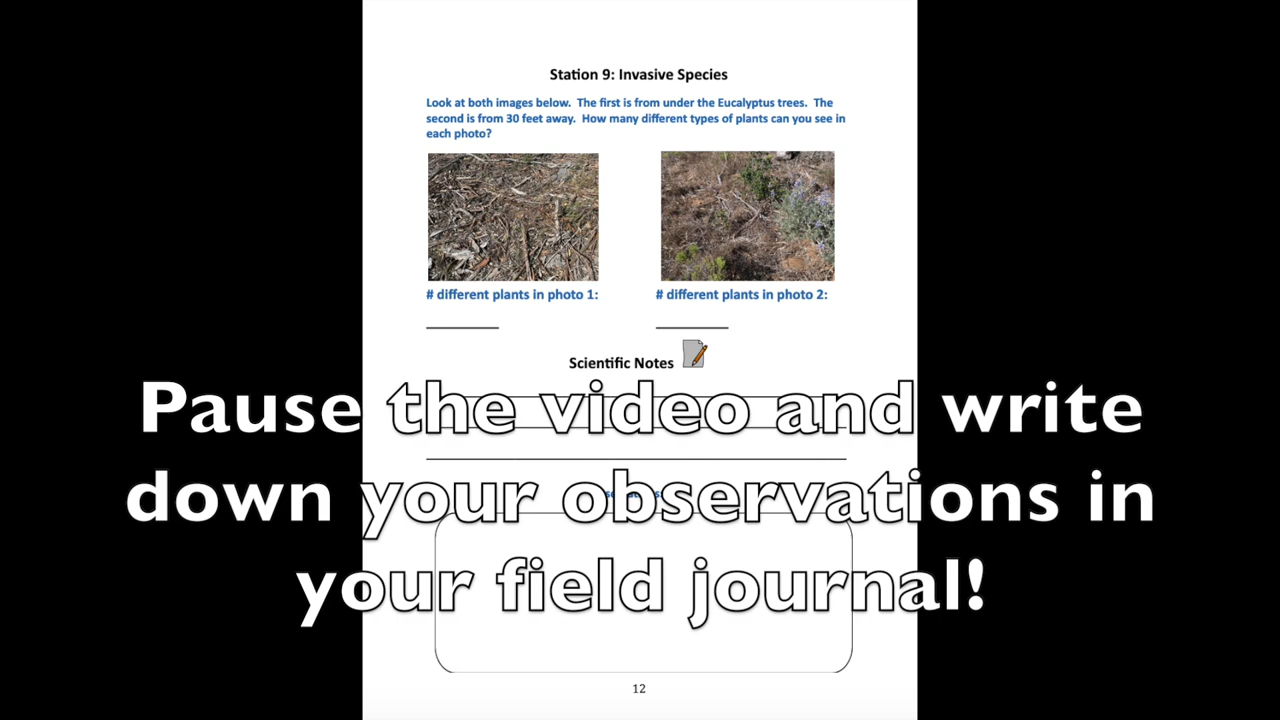 Station 9: Invasive Species
Look at both images below. The first is from under the Eucalyptus trees. The
second is from 30 feet away. How many different types of plants can you see in
each photo?
# different plants in photo 1:
# different plants in photo 2:
Scientific Notes
Pause the video and write
down your observations in
your field journal!
12